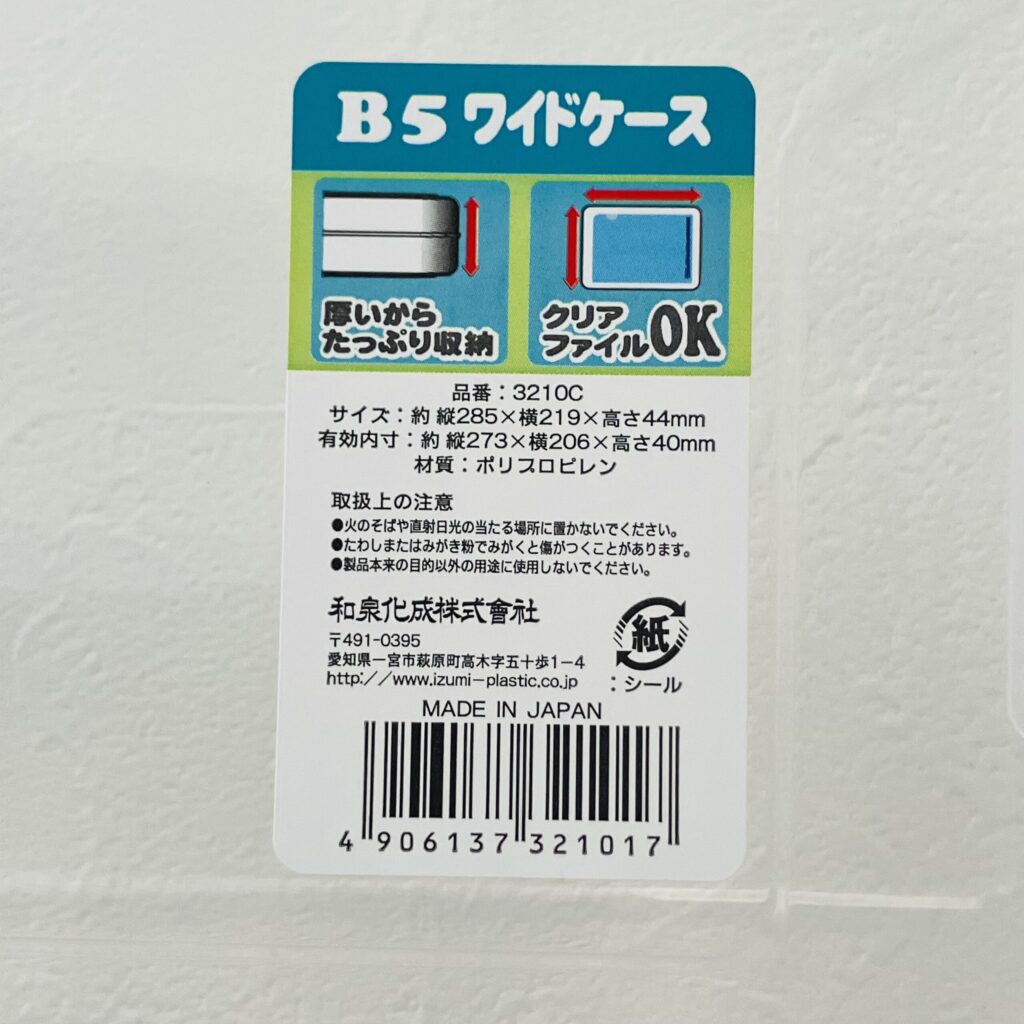 B5 ワイドケース
厚いから
たっぷり収納
クリア
ファイルOK
品番：3210C
サイズ：約 縦285×横219×高さ44mm
有効内寸：約 縦273×横206×高さ40mm
材質：ポリプロピレン
取扱上の注意
●火のそばや直射日光の当たる場所に置かないでください。
●たわしまたはみがき粉でみがくと傷がつくことがあります。
●製品本来の目的以外の用途に使用しないでください。
和泉化成株式會社
〒491-0395
愛知県一宮市萩原町高木字五十歩1-4
http://www.izumi-plastic.co.jp
紙
：シール
MADE IN JAPAN
4 906137 321017